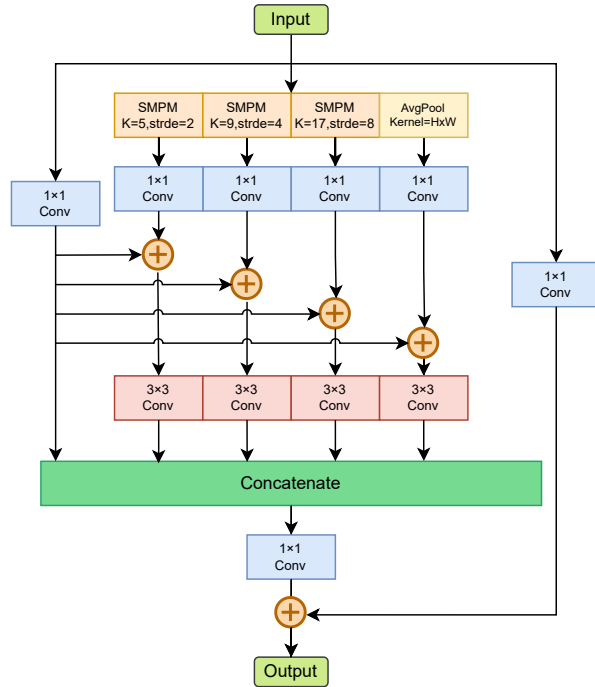 Input
SMPM
K=5,strde=2
SMPM
K=9,strde=4
SMPM
K=17,strde=8
AvgPool
Kernel=HxW
1×1
Conv
1×1
Conv
1×1
Conv
1×1
Conv
1×1
Conv
1×1
Conv
3×3
Conv
3×3
Conv
3×3
Conv
3×3
Conv
Concatenate
1×1
Conv
Output